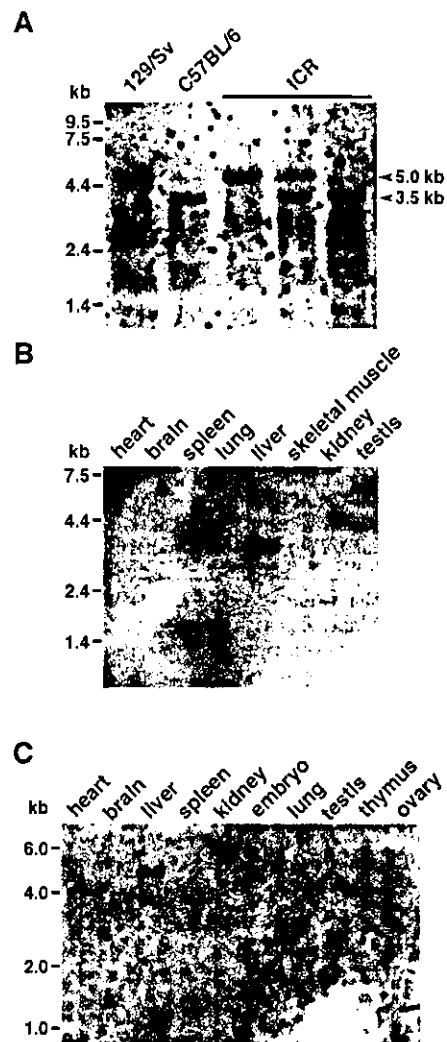 A
129/Sv C57BL/6 ICR
kb
9.5
7.5
4.4
2.4
1.4
5.0 kb
3.5 kb
B
heart brain spleen lung liver skeletal muscle kidney testis
kb
7.5
4.4
2.4
1.4
C
heart brain liver spleen kidney embryo lung testis thymus ovary
kb
6.0
4.0
2.0
1.0